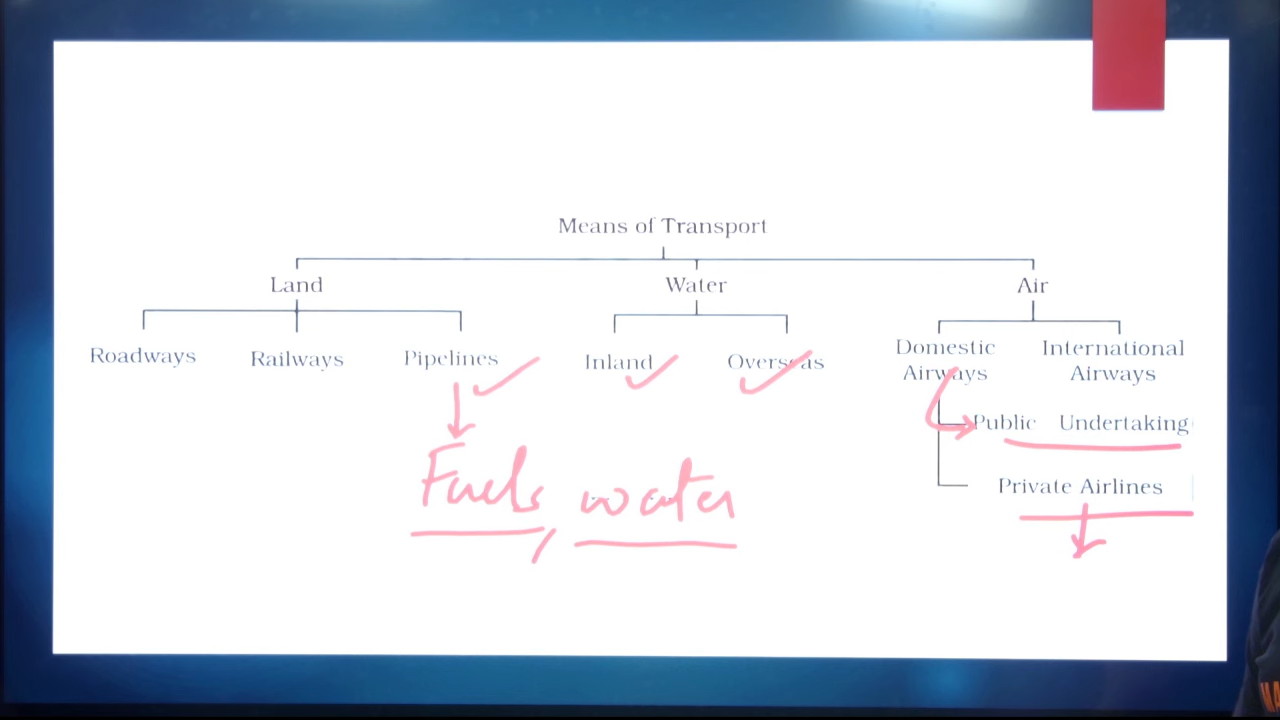 Means of Transport
Land Water Air
Roadways Railways Pipelines Inland Overseas Domestic Airways International Airways
Public Undertaking
Private Airlines
Fuels, water